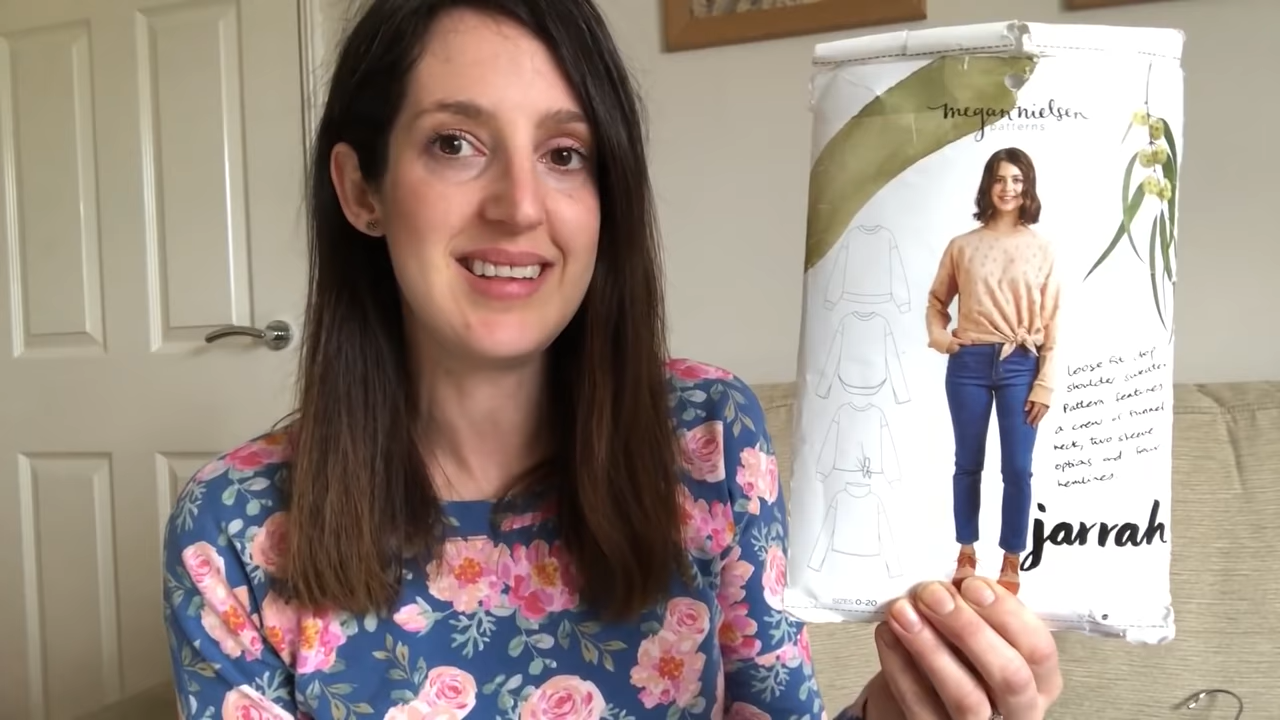 megan nielsen
patterns
loose fit, drop
shoulder sweater.
Pattern features
a crew or funnel
neck, two sleeve
options and four
hemlines.
jarrah
SIZES 0-20